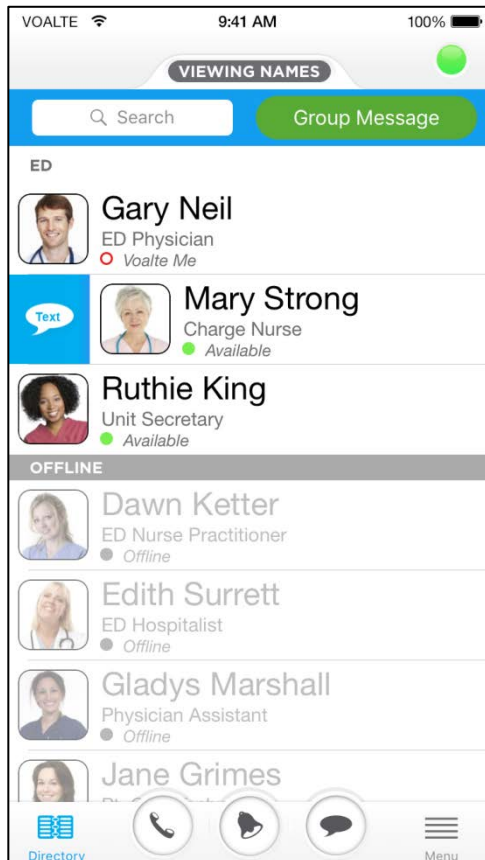 VOALTE 9:41 AM 100%
VIEWING NAMES
Search Group Message
ED
Gary Neil
ED Physician
Voalte Me
Text
Mary Strong
Charge Nurse
Available
Ruthie King
Unit Secretary
Available
OFFLINE
Dawn Ketter
ED Nurse Practitioner
Offline
Edith Surrett
ED Hospitalist
Offline
Gladys Marshall
Physician Assistant
Offline
Jane Grimes
Directory Menu